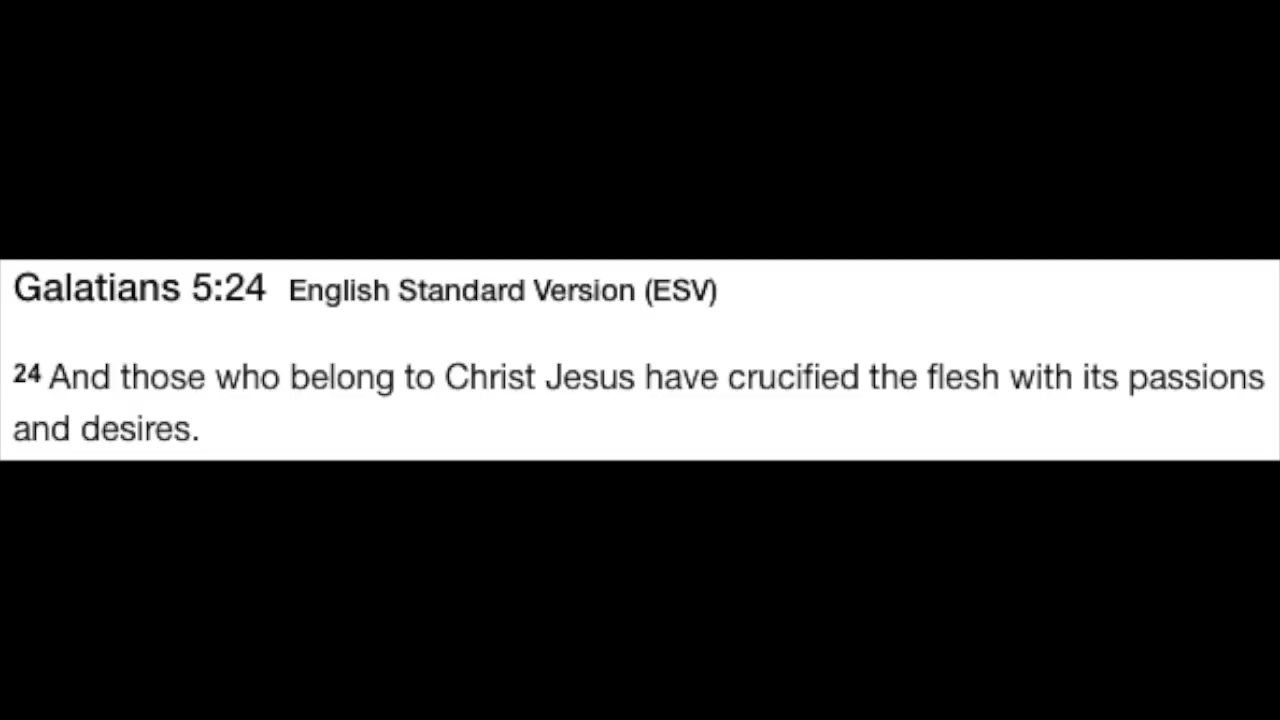 Galatians 5:24 English Standard Version (ESV)
24 And those who belong to Christ Jesus have crucified the flesh with its passions
and desires.